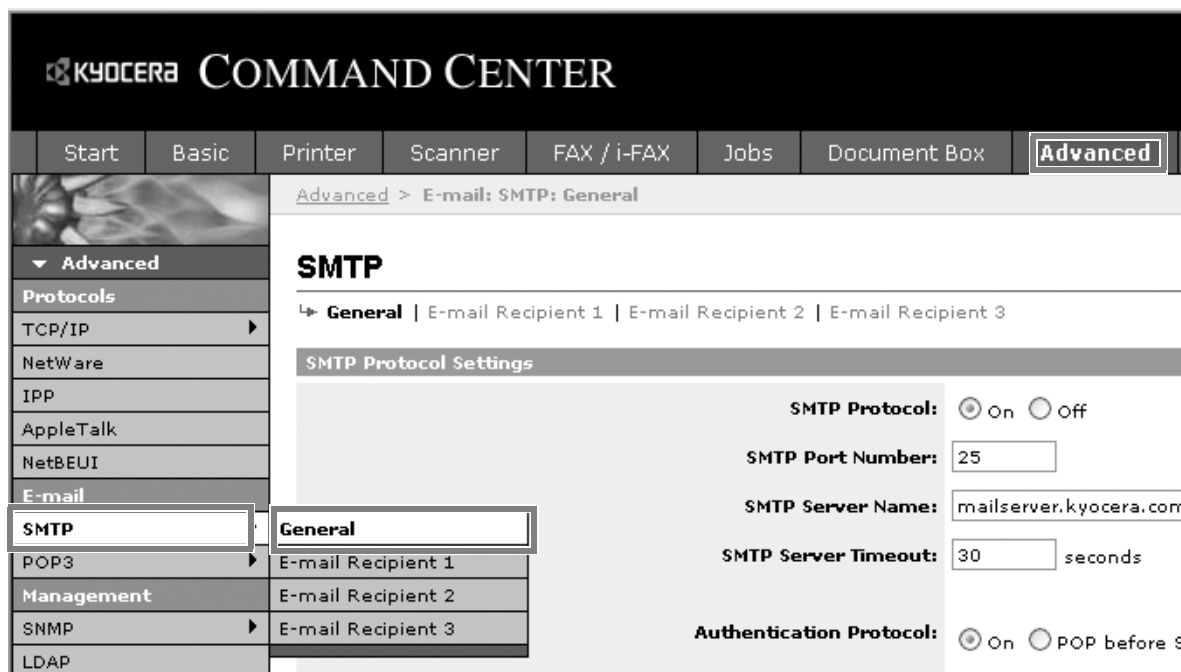 KYOCERA COMMAND CENTER
Start Basic Printer Scanner FAX / i-FAX Jobs Document Box Advanced
Advanced > E-mail: SMTP: General
Advanced
SMTP
Protocols
General | E-mail Recipient 1 | E-mail Recipient 2 | E-mail Recipient 3
TCP/IP
NetWare
SMTP Protocol Settings
IPP
SMTP Protocol: On Off
AppleTalk
NetBEUI
SMTP Port Number: 25
E-mail
SMTP Server Name: mailserver.kyocera.com
SMTP
General
POP3
E-mail Recipient 1
SMTP Server Timeout: 30 seconds
Management
E-mail Recipient 2
SNMP
E-mail Recipient 3
Authentication Protocol: On POP before S
LDAP